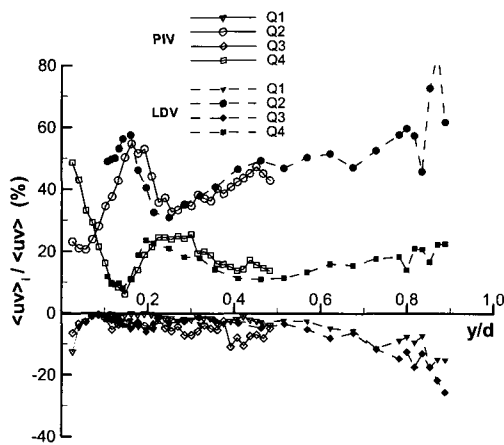 PIV
Q1
Q2
Q3
Q4
LDV
Q1
Q2
Q3
Q4
<uv>i / <uv> (%)
80
60
40
20
0
-20
-40
0.2
0.4
0.6
0.8
1.0
y/d